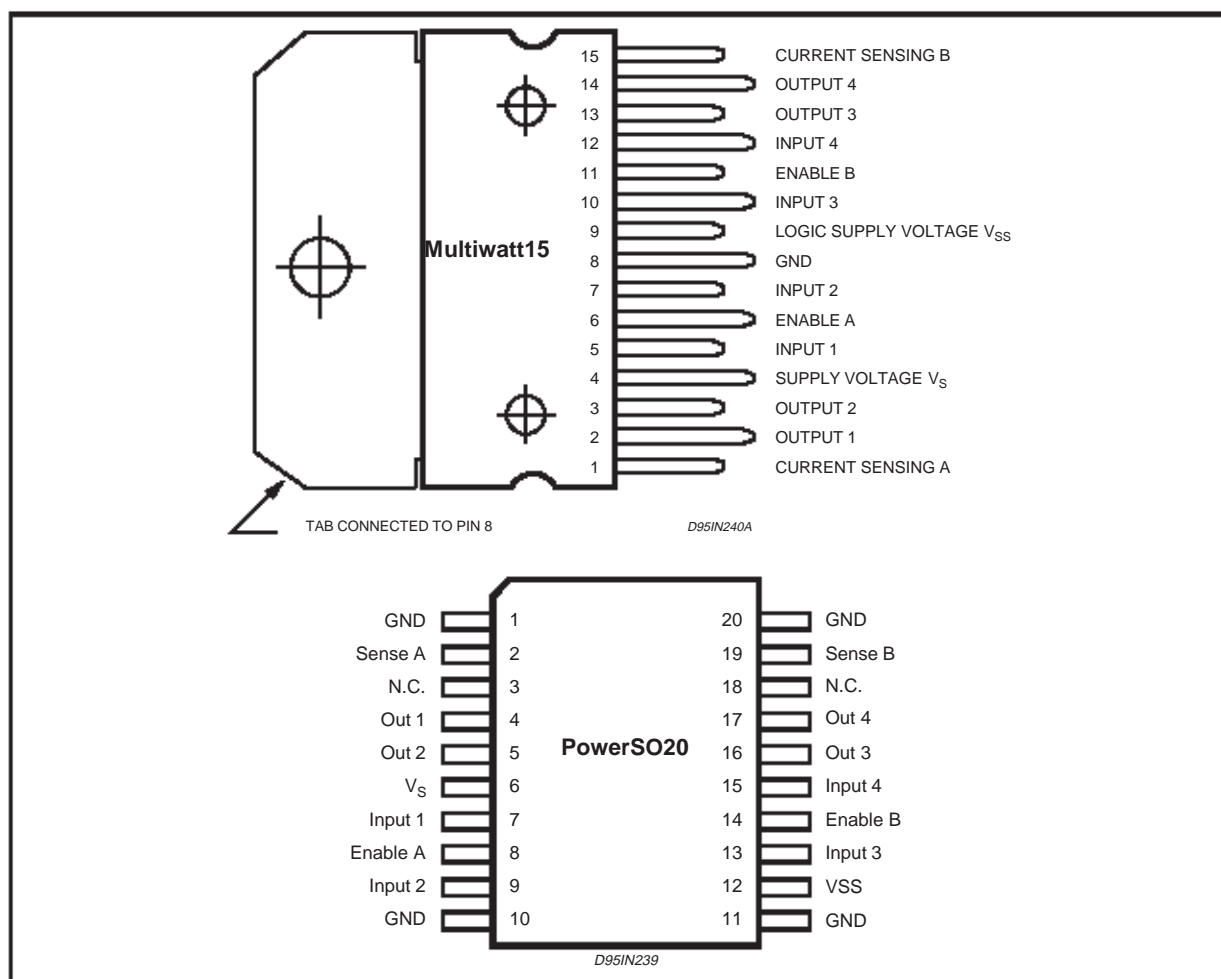 15 CURRENT SENSING B
14 OUTPUT 4
13 OUTPUT 3
12 INPUT 4
11 ENABLE B
10 INPUT 3
9 LOGIC SUPPLY VOLTAGE VSS
Multiwatt15
8 GND
7 INPUT 2
6 ENABLE A
5 INPUT 1
4 SUPPLY VOLTAGE VS
3 OUTPUT 2
2 OUTPUT 1
1 CURRENT SENSING A
TAB CONNECTED TO PIN 8
D95IN240A
GND 1 20 GND
Sense A 2 19 Sense B
N.C. 3 18 N.C.
Out 1 4 17 Out 4
Out 2 5 PowerSO20 16 Out 3
VS 6 15 Input 4
Input 1 7 14 Enable B
Enable A 8 13 Input 3
Input 2 9 12 VSS
GND 10 11 GND
D95IN239